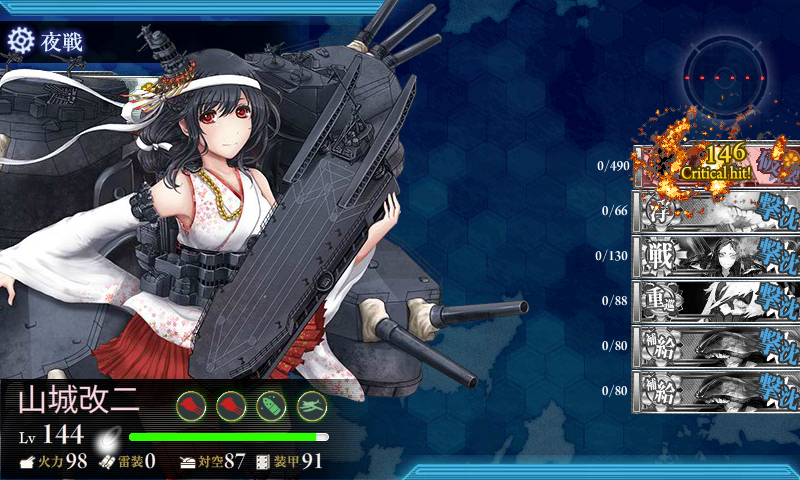 夜戦
146
Critical hit!
0/490
0/66
浮
撃沈
0/130
戦
撃沈
0/88
重巡
撃沈
0/80
補給
撃沈
0/80
補給
撃沈
山城改二
Lv 144
火力98 雷装0 対空87 装甲91